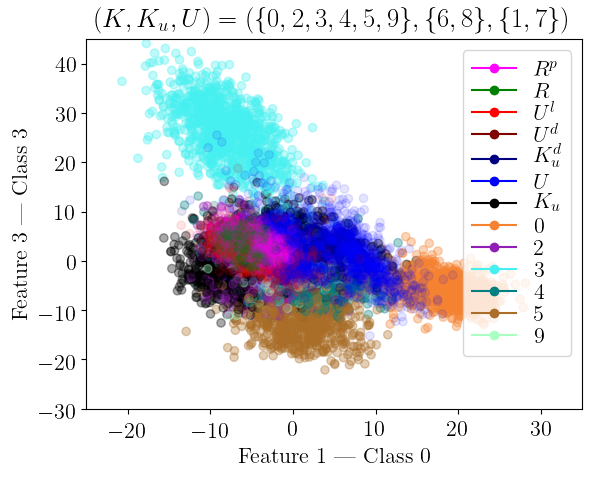 (K, K_u, U) = ({0, 2, 3, 4, 5, 9}, {6, 8}, {1, 7})
Feature 3 — Class 3
40
30
20
10
0
−10
−20
−30
−20
−10
0
10
20
30
Feature 1 — Class 0
R^p
R
U^l
U^d
K_u^d
U
K_u
0
2
3
4
5
9